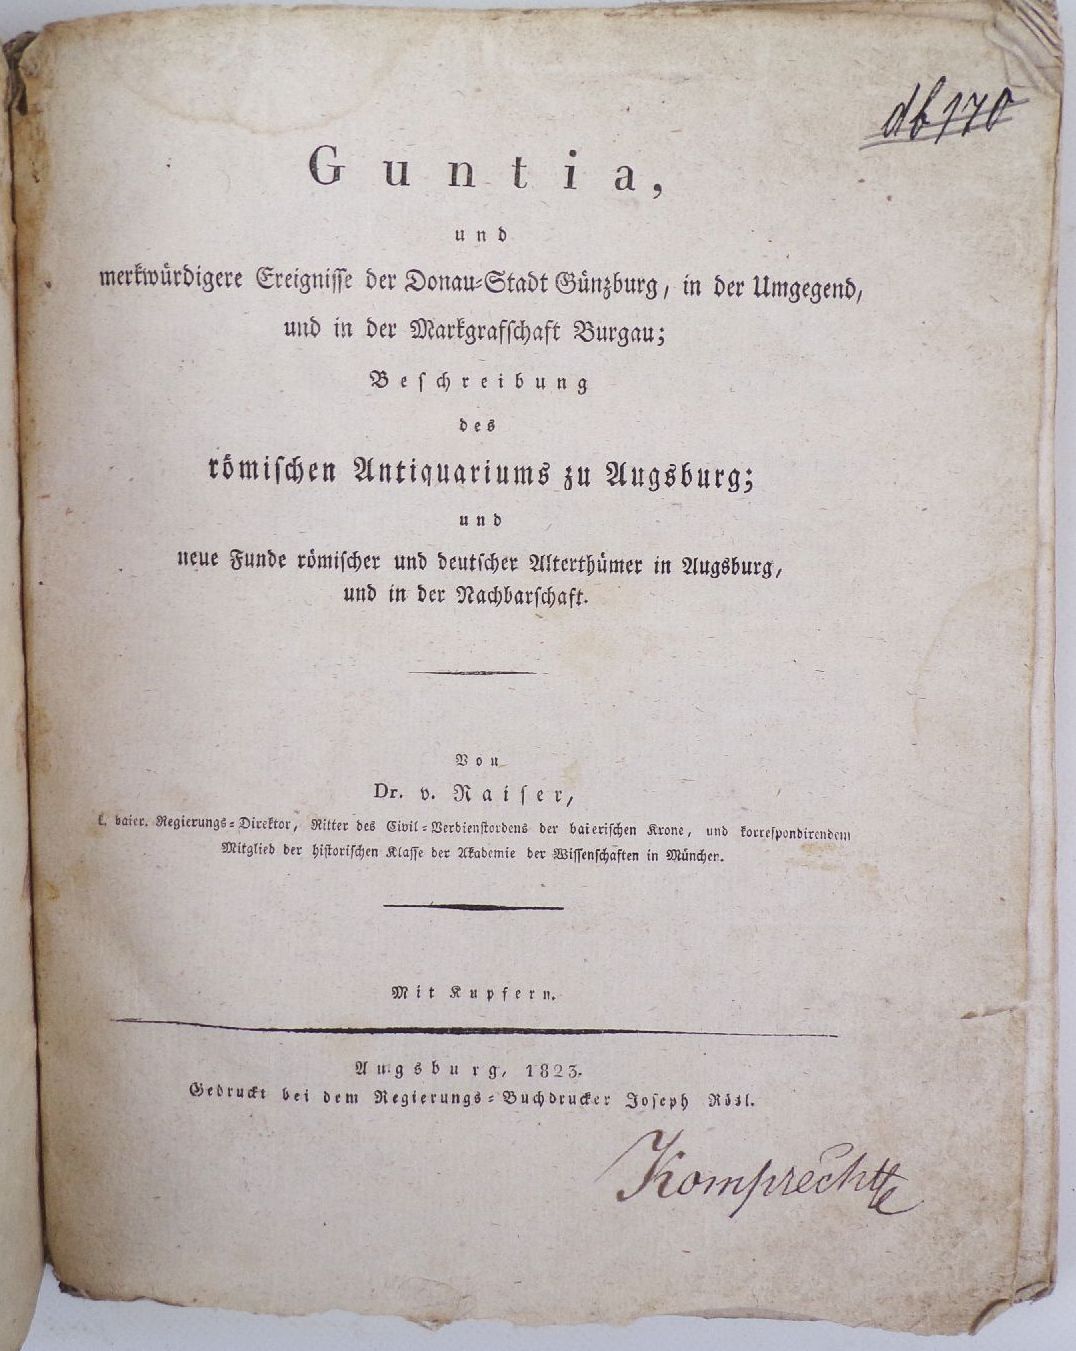 db 170
Guntia,
und
merkwürdigere Ereignisse der Donau-Stadt Günzburg, in der Umgegend,
und in der Markgrafschaft Burgau;
Beschreibung
des
römischen Antiquariums zu Augsburg;
und
neue Funde römischer und deutscher Alterthümer in Augsburg,
und in der Nachbarschaft.
Von
Dr. v. Raiser,
k. baier. Regierungs-Direktor, Ritter des Civil-Verdienstordens der baierischen Krone, und korrespondirendem
Mitglied der historischen Klasse der Akademie der Wissenschaften in München.
Mit Kupfern.
Augsburg, 1823.
Gedruckt bei dem Regierungs-Buchdrucker Joseph Rösl.